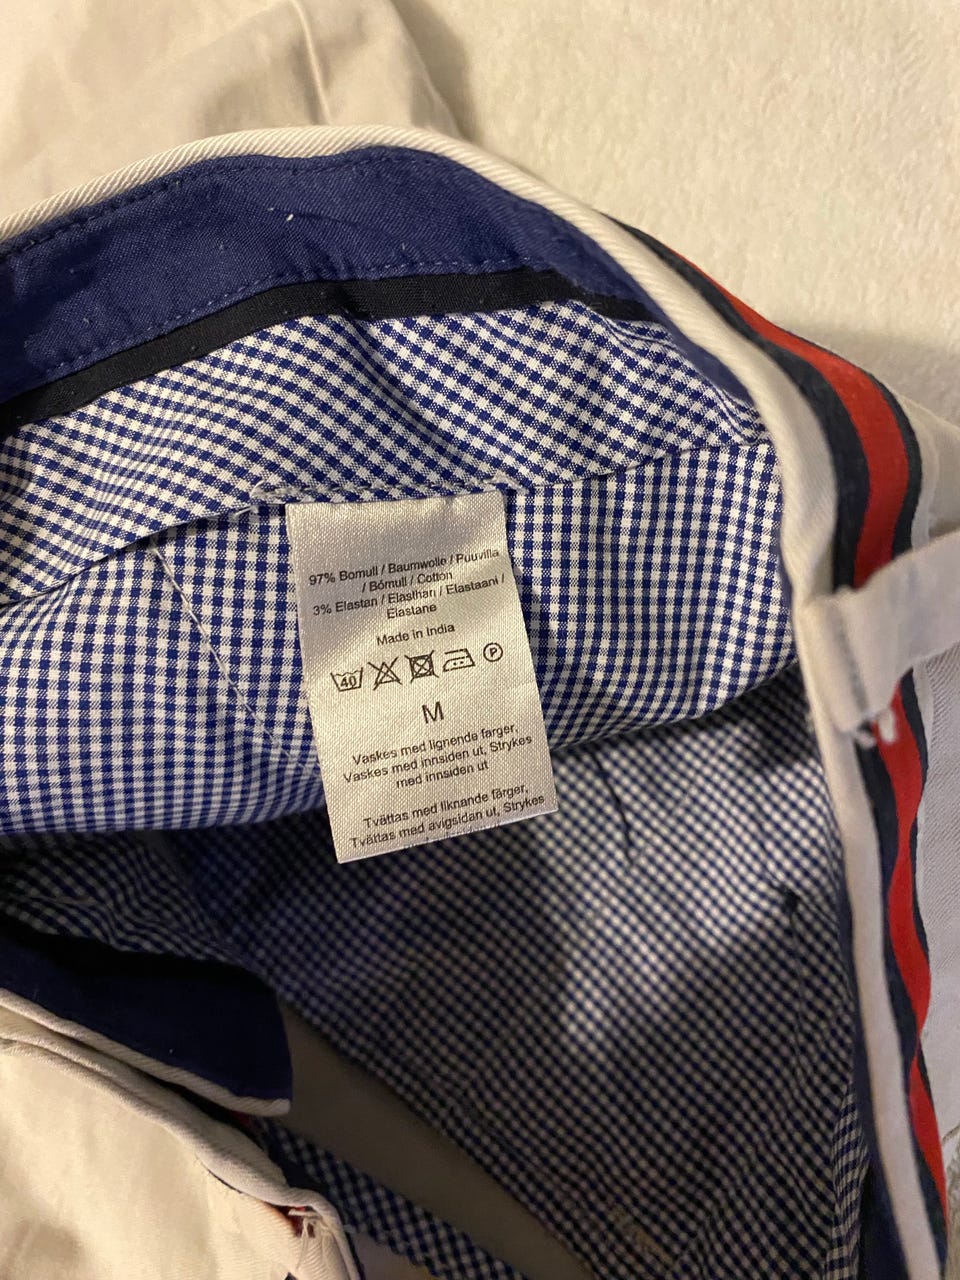 97% Bomull / Baumwolle / Puuvilla
/ Bómull / Cotton
3% Elastan / Elasthan / Elastaani /
Elastane
Made in India
40 P
M
Vaskes med lignende farger,
Vaskes med innsiden ut, Strykes
med innsiden ut
Tvättas med liknande färger,
Tvättas med avigsidan ut, Strykes